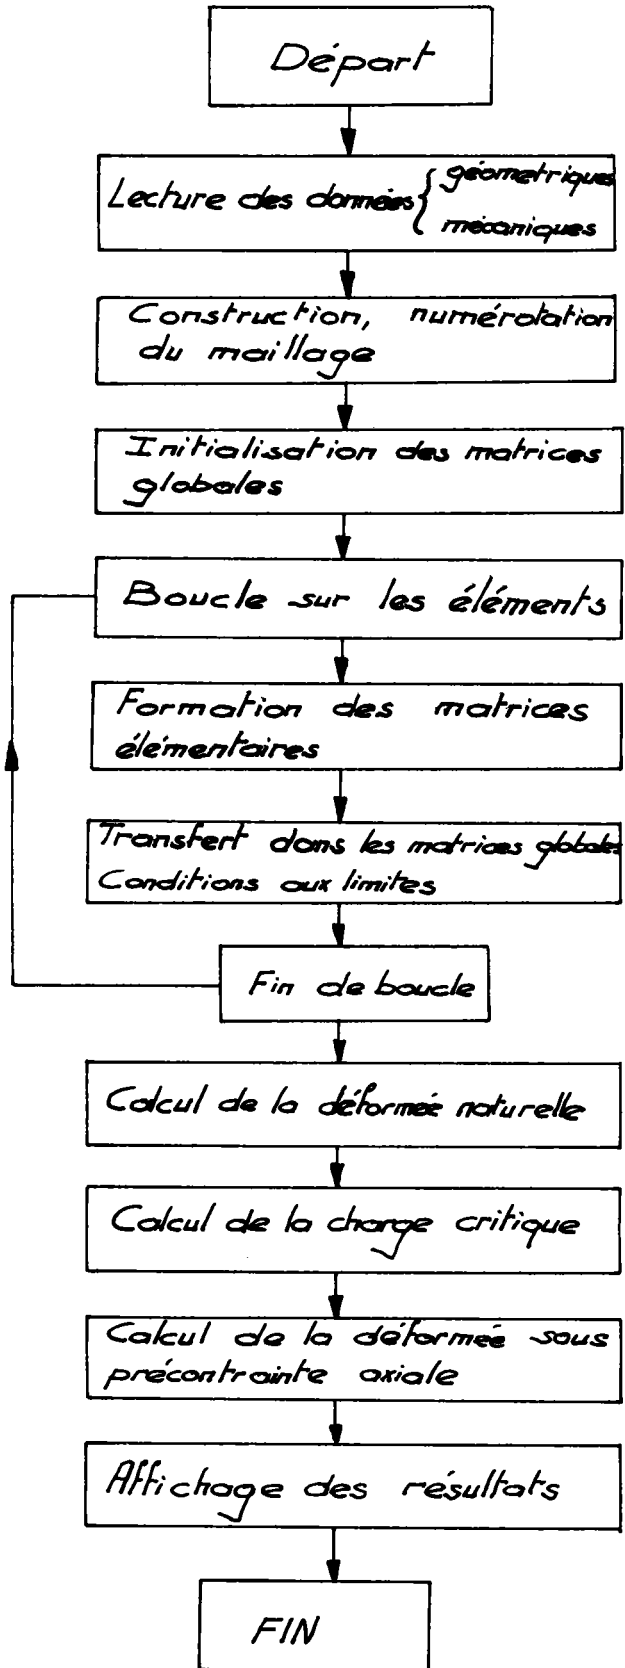 Départ
Lecture des données { géometriques
mécaniques
Construction, numérotation
du maillage
Initialisation des matrices
globales
Boucle sur les éléments
Formation des matrices
élémentaires
Transfert dans les matrices globales
Conditions aux limites
Fin de boucle
Calcul de la déformée naturelle
Calcul de la charge critique
Calcul de la déformée sous
précontrainte axiale
Affichage des résultats
FIN